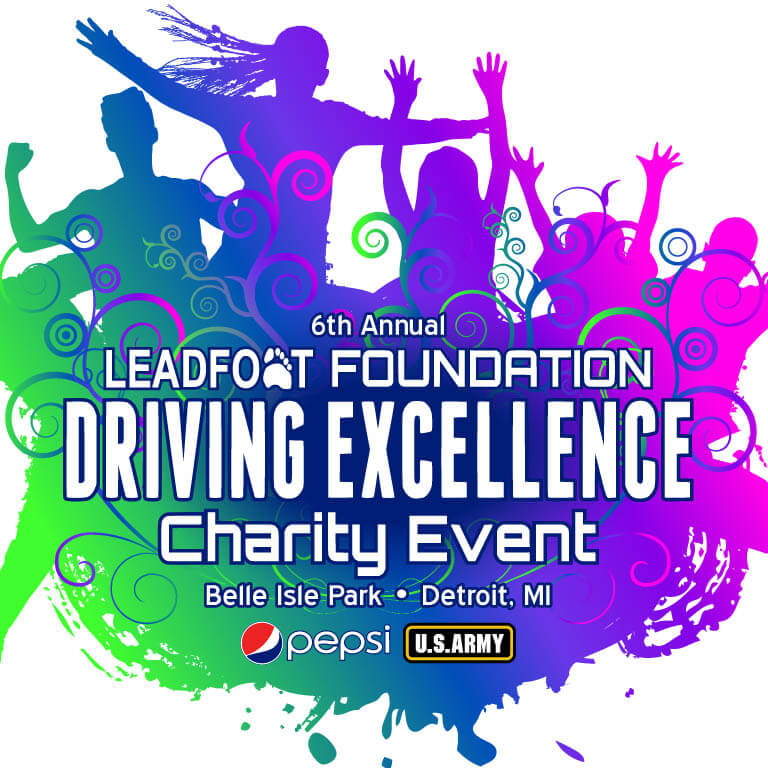 6th Annual
LEADFOOT FOUNDATION
DRIVING EXCELLENCE
Charity Event
Belle Isle Park • Detroit, MI
pepsi U.S.ARMY